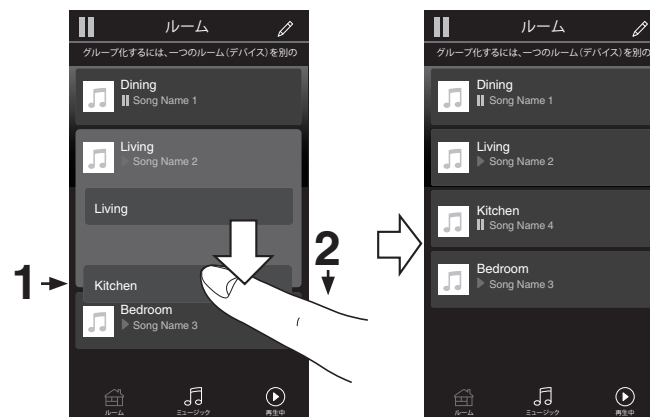 ルーム
グループ化するには、一つのルーム(デバイス)を別の
Dining
Song Name 1
Living
Song Name 2
Living
Kitchen
Bedroom
Song Name 3
ルーム
ミュージック
再生中
1
2
ルーム
グループ化するには、一つのルーム(デバイス)を別の
Dining
Song Name 1
Living
Song Name 2
Kitchen
Song Name 4
Bedroom
Song Name 3
ルーム
ミュージック
再生中